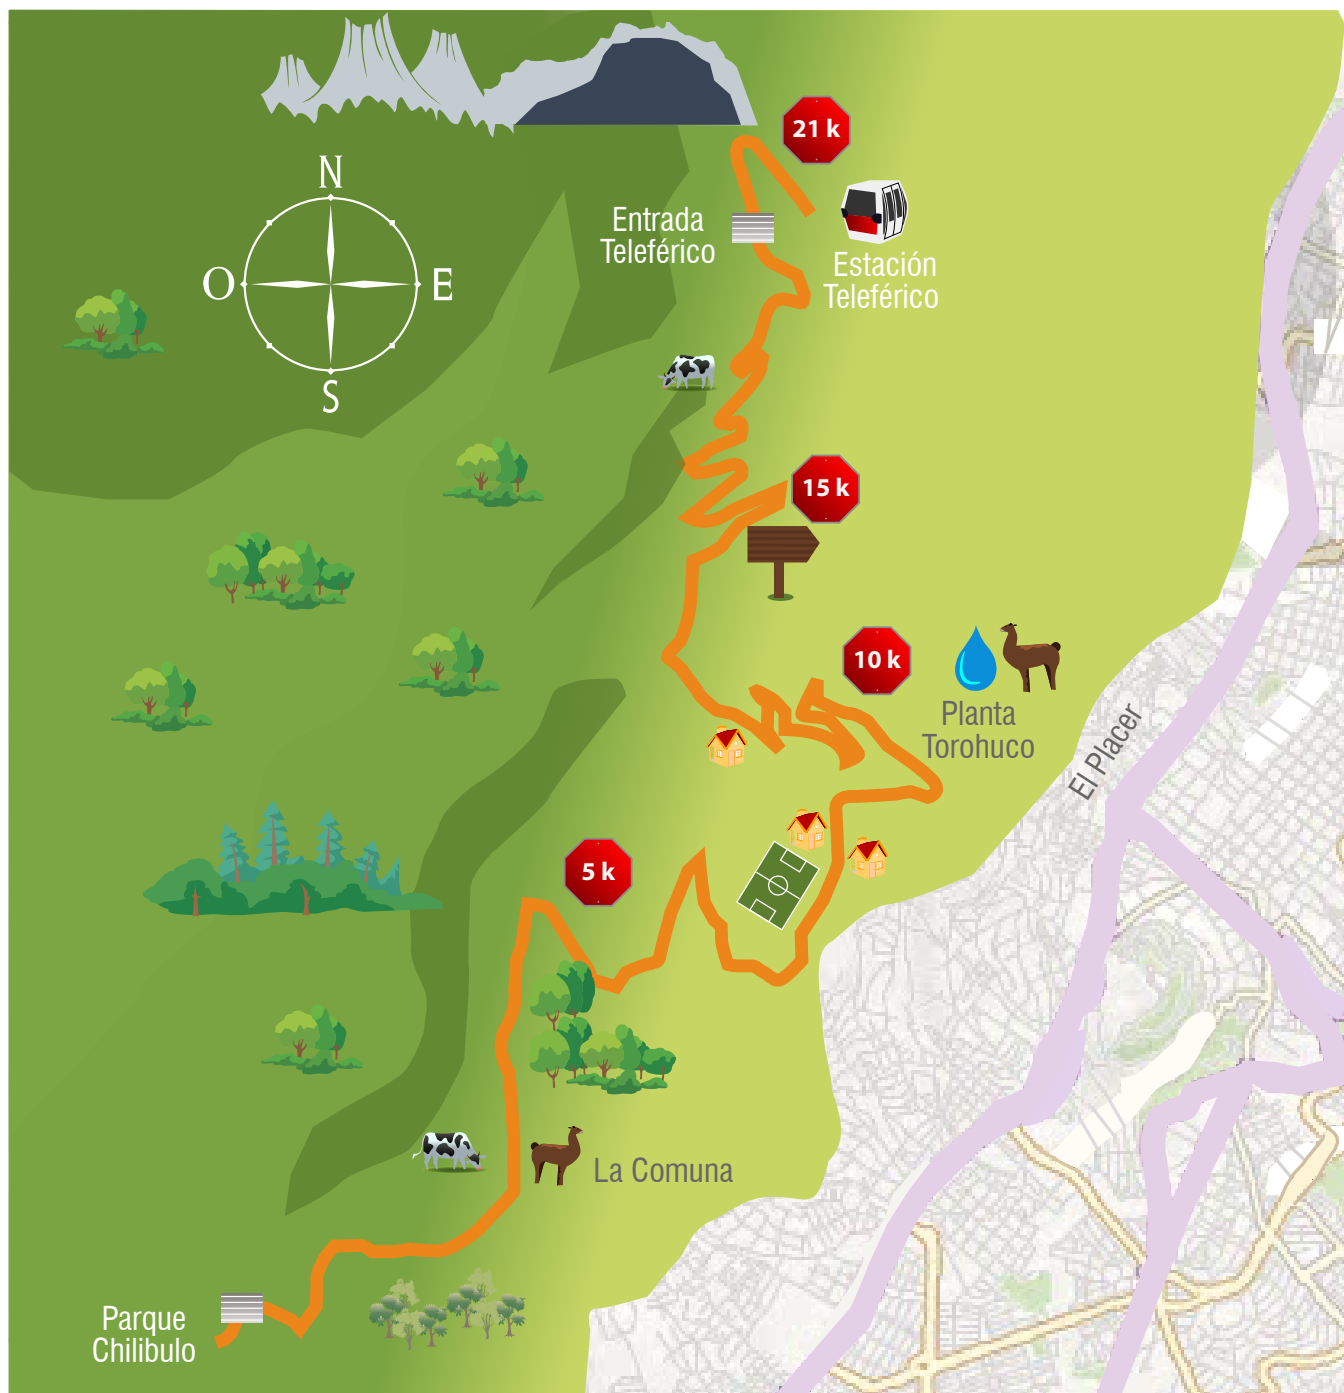 21 k
N
Entrada
Teleférico
O
E
Estación
Teleférico
S
15 k
10 k
Planta
Torohuco
El Placer
5 k
La Comuna
Parque
Chilibulo